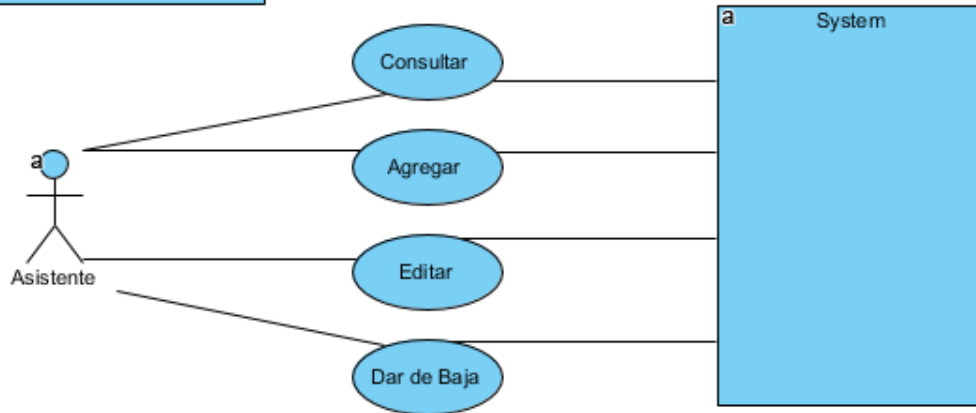 a
System
Consultar
a
Agregar
Asistente
Editar
Dar de Baja